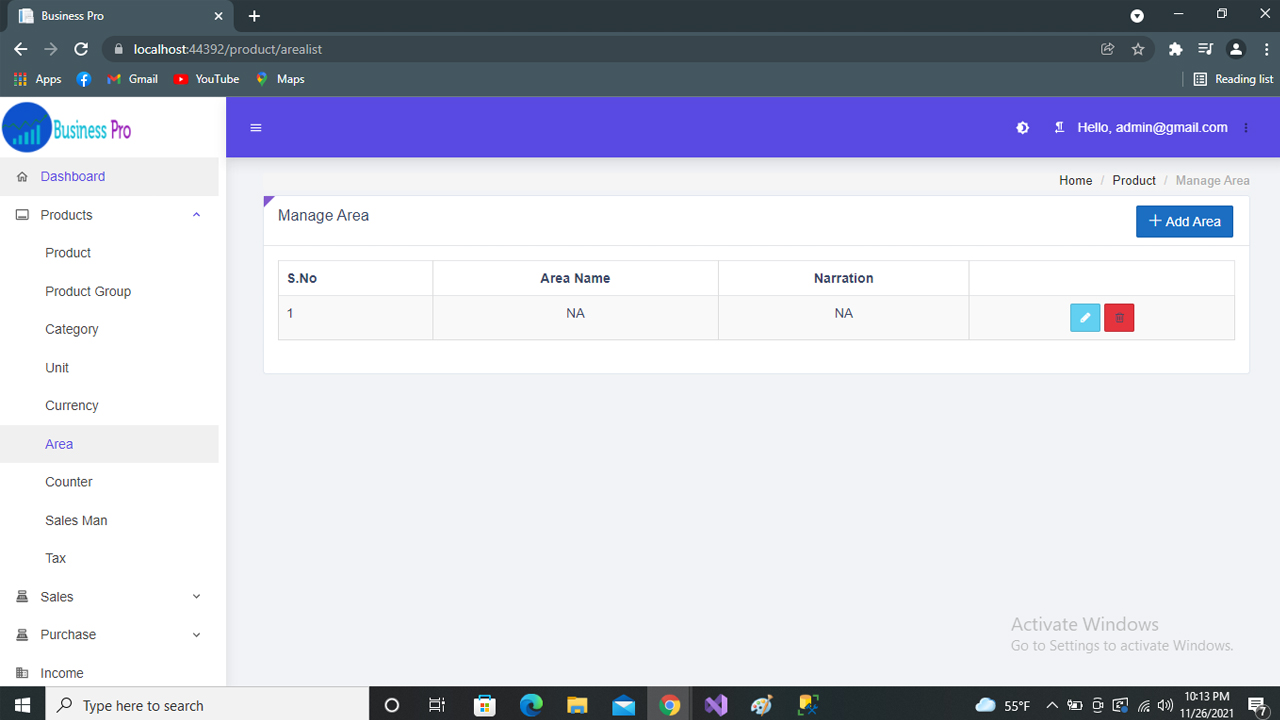 Business Pro
localhost:44392/product/arealist
Apps Gmail YouTube Maps Reading list
Business Pro
Hello, admin@gmail.com
Dashboard
Home / Product / Manage Area
Products
Manage Area
+ Add Area
Product
Product Group
Category
Unit
Currency
Area
Counter
Sales Man
Tax
Sales
Purchase
Income
S.No Area Name Narration
1 NA NA
Activate Windows
Go to Settings to activate Windows.
Type here to search
55°F
10:13 PM
11/26/2021
7